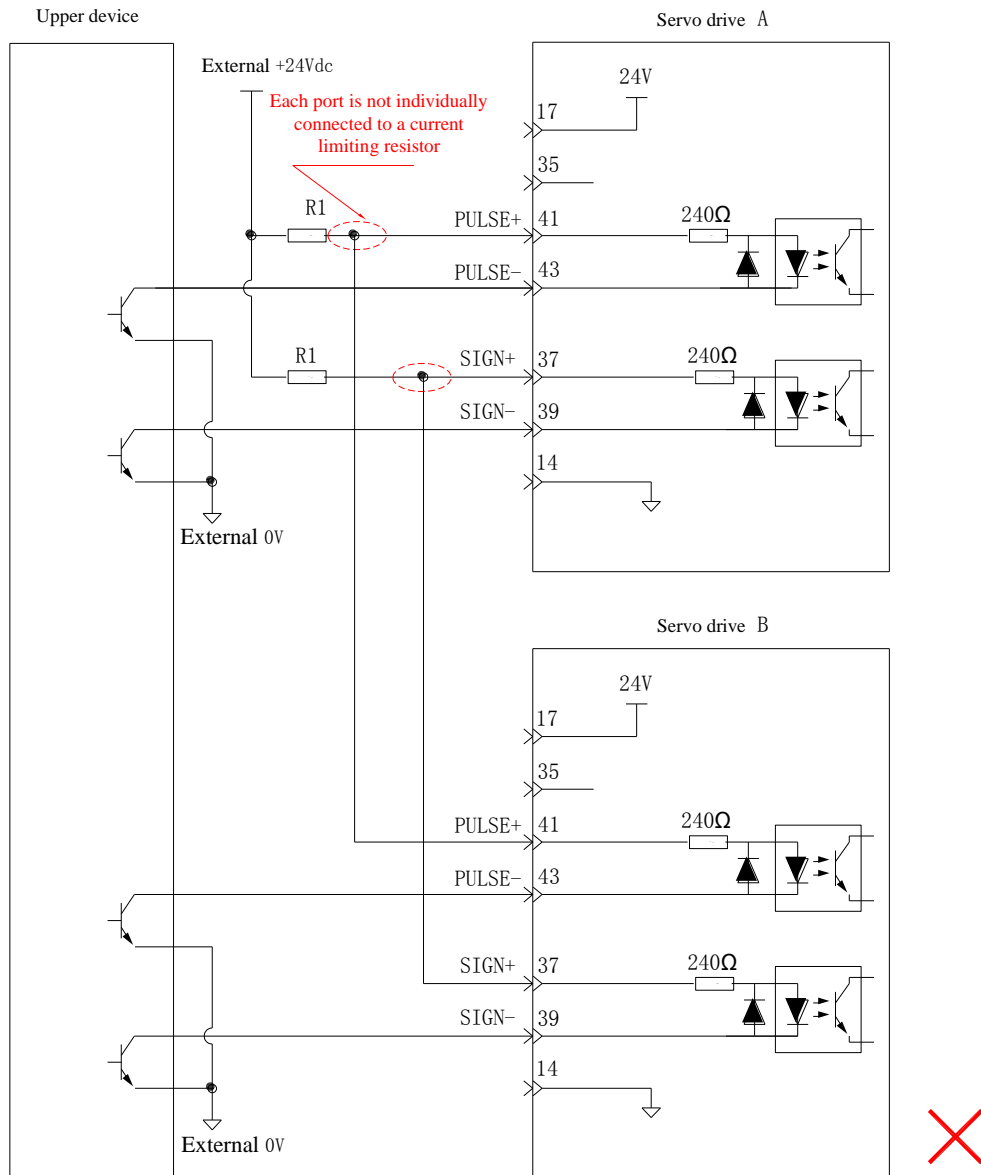 Upper device
Servo drive A
External +24Vdc
24V
Each port is not individually
connected to a current
limiting resistor
17
35
R1
PULSE+
41
240Ω
PULSE-
43
R1
SIGN+
37
240Ω
SIGN-
39
14
External 0V
Servo drive B
24V
17
35
PULSE+
41
240Ω
PULSE-
43
SIGN+
37
240Ω
SIGN-
39
14
External 0V